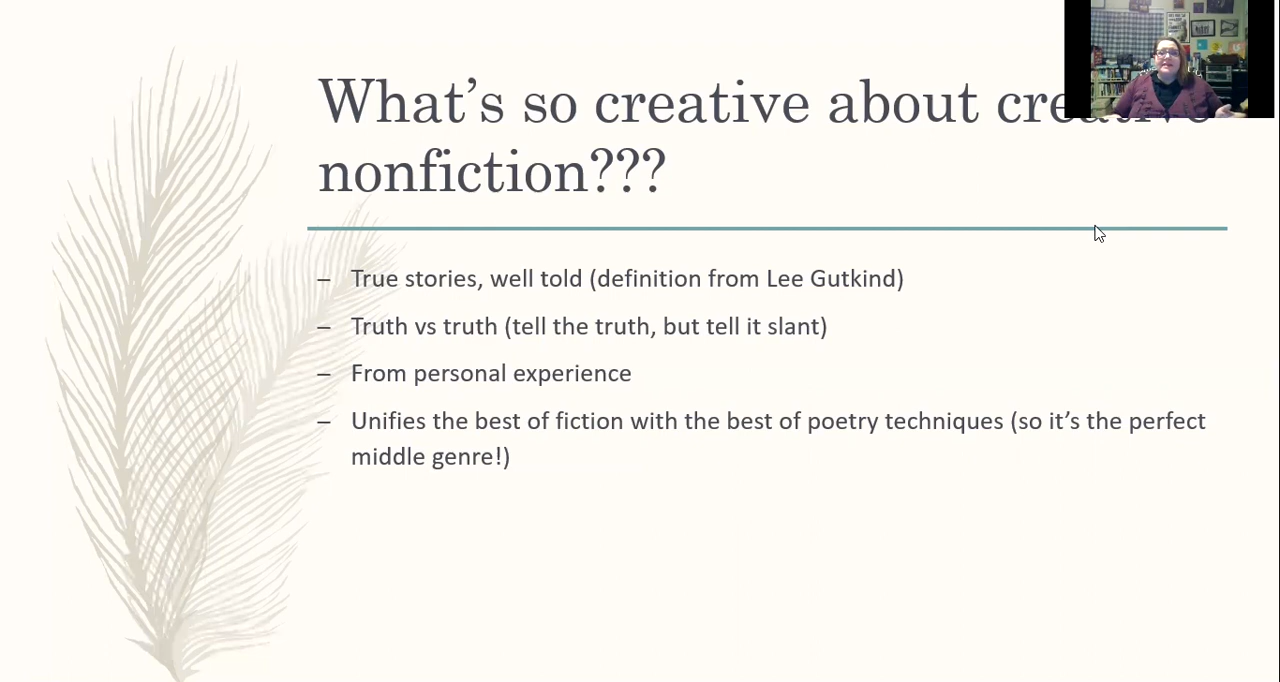 What's so creative about cre
nonfiction???
– True stories, well told (definition from Lee Gutkind)
– Truth vs truth (tell the truth, but tell it slant)
– From personal experience
– Unifies the best of fiction with the best of poetry techniques (so it's the perfect
middle genre!)